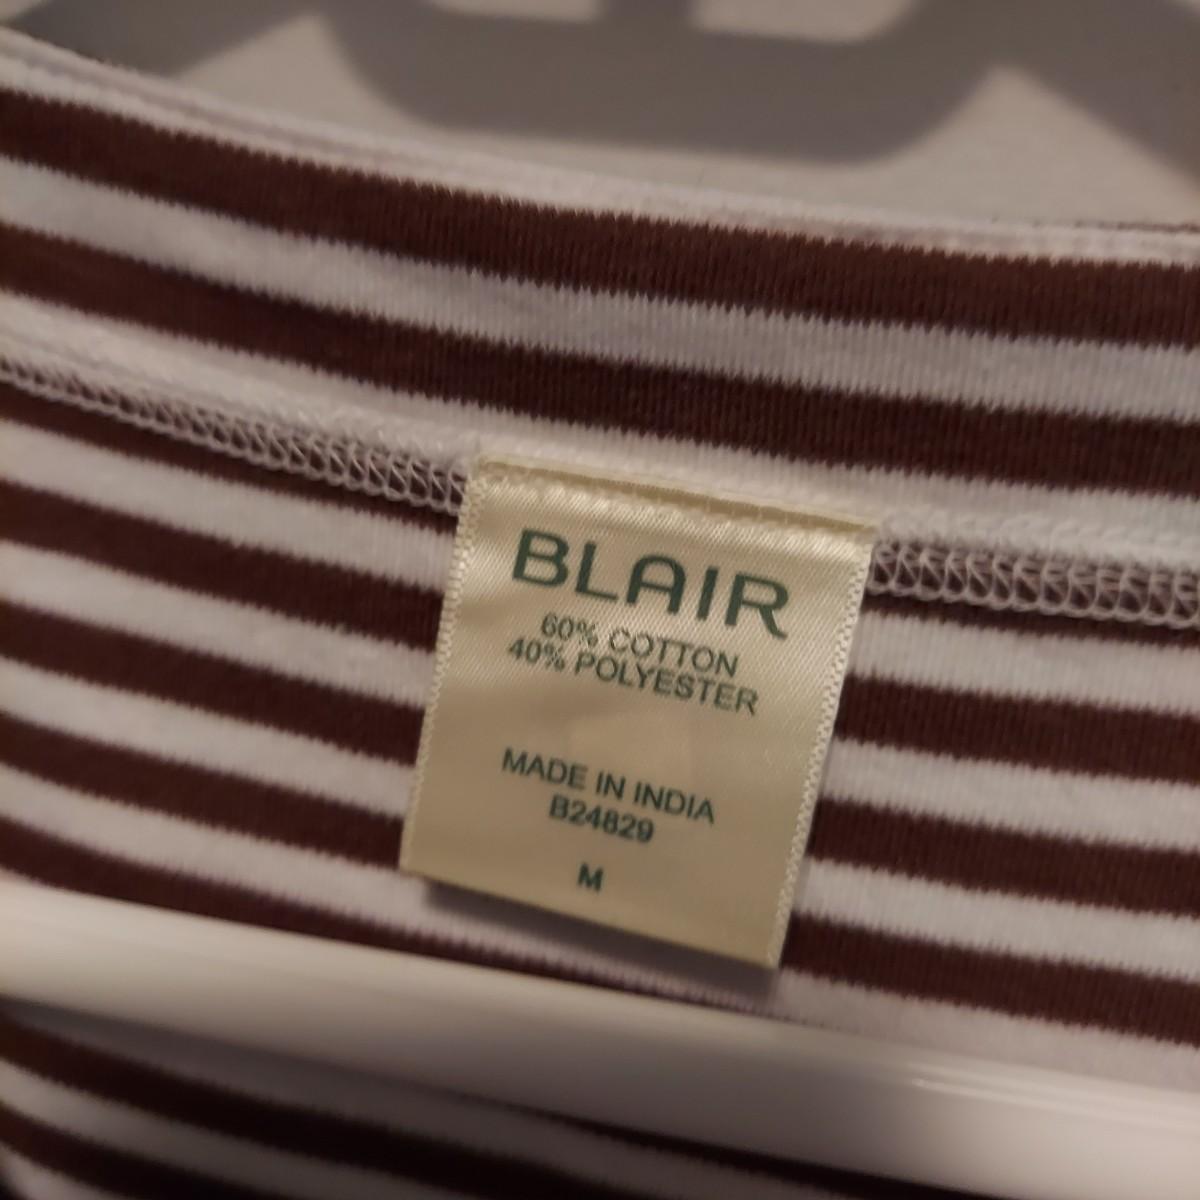 BLAIR
60% COTTON
40% POLYESTER
MADE IN INDIA
B24829
M